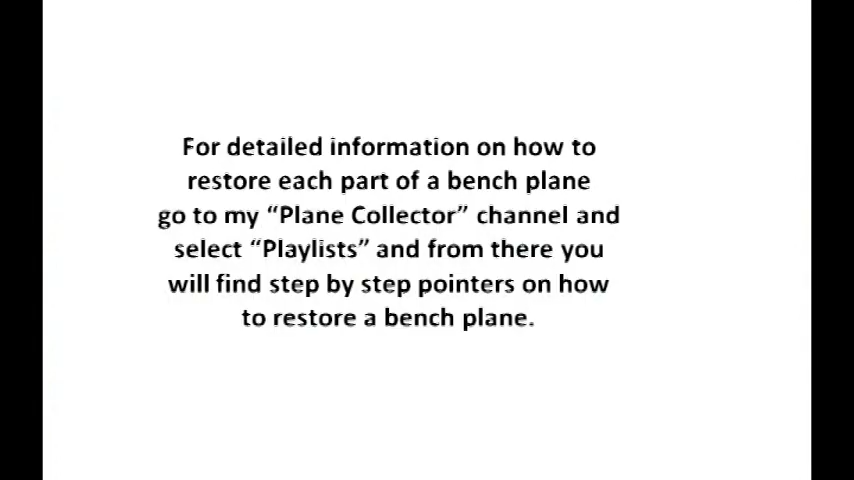 For detailed information on how to
restore each part of a bench plane
go to my “Plane Collector” channel and
select “Playlists” and from there you
will find step by step pointers on how
to restore a bench plane.